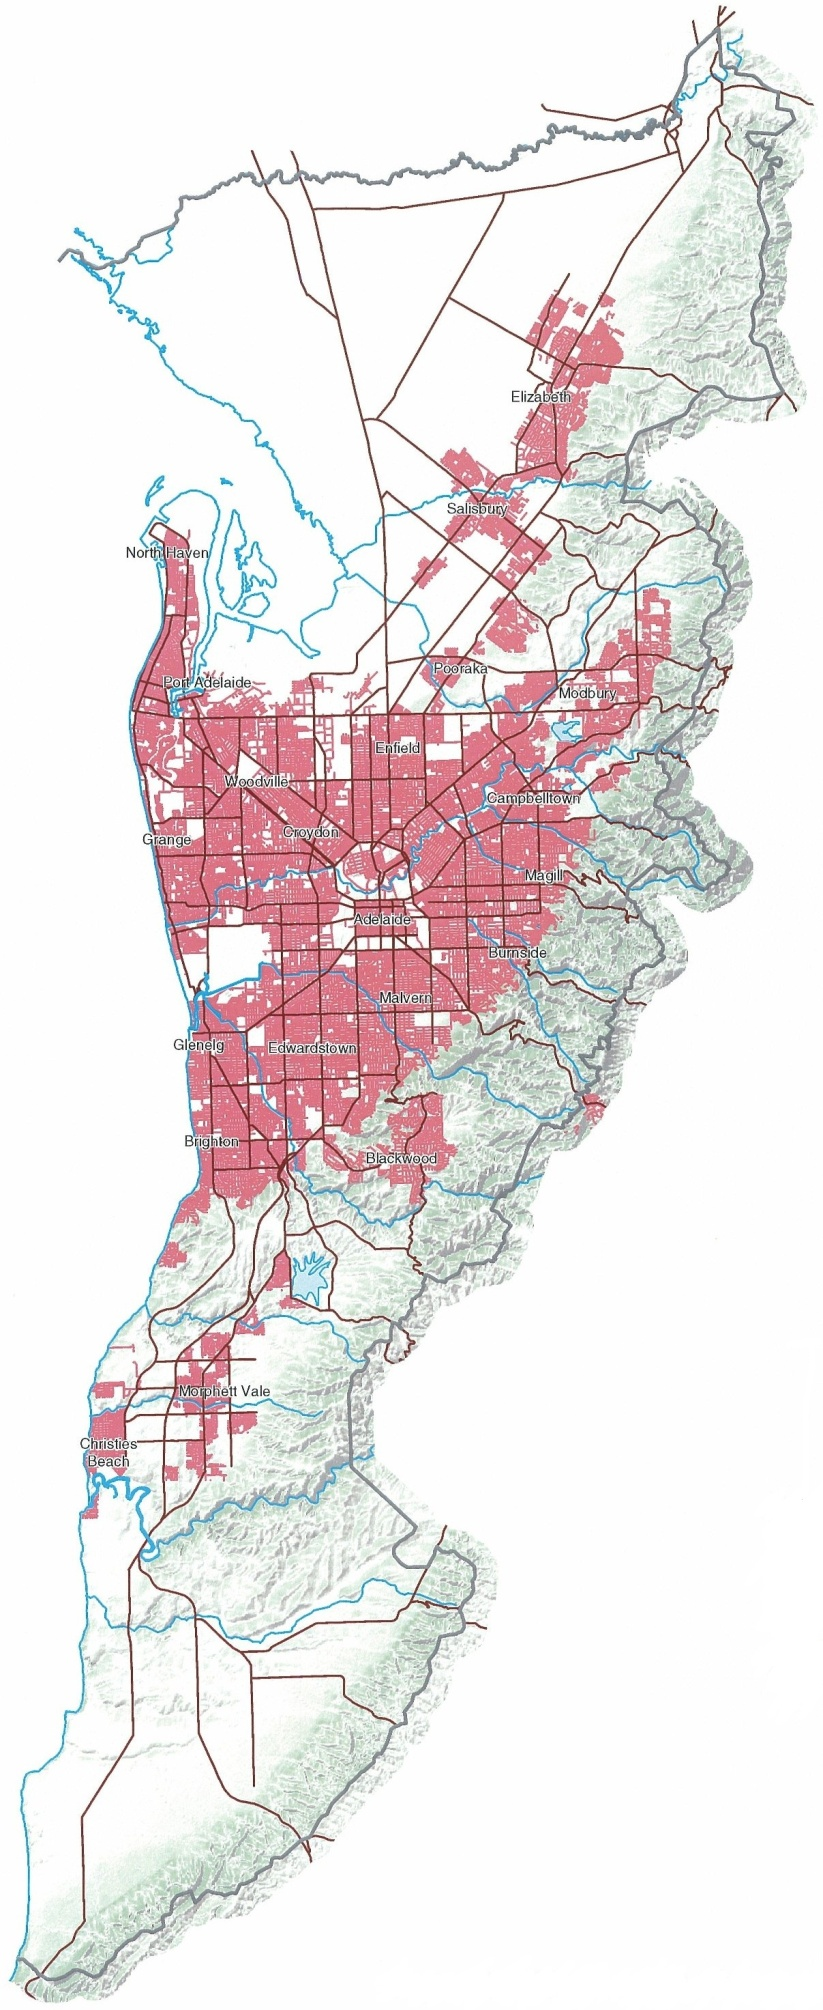 Elizabeth
Salisbury
North Haven
Pooraka
Port Adelaide
Modbury
Enfield
Woodville
Campbelltown
Croydon
Grange
Magill
Adelaide
Burnside
Malvern
Glenelg
Edwardstown
Brighton
Blackwood
Morphett Vale
Christies
Beach